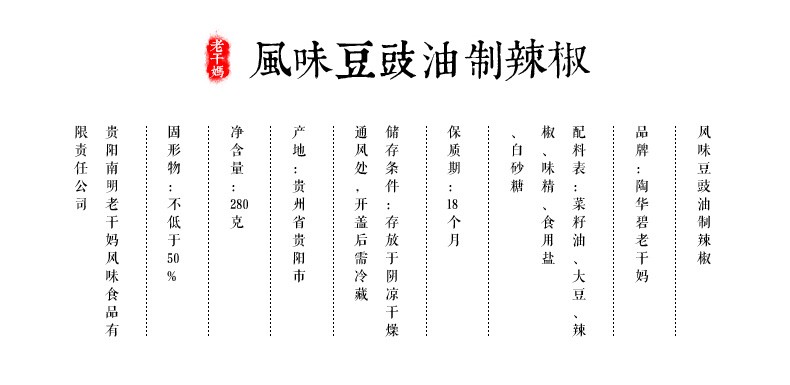 老干媽
風味豆豉油制辣椒
风味豆豉油制辣椒
品牌：陶华碧老干妈
配料表：菜籽油、大豆、辣
椒、味精、食用盐
、白砂糖
保质期：18个月
储存条件：存放于阴凉干燥
通风处，开盖后需冷藏
产地：贵州省贵阳市
净含量：280克
固形物：不低于50%
贵阳南明老干妈风味食品有
限责任公司